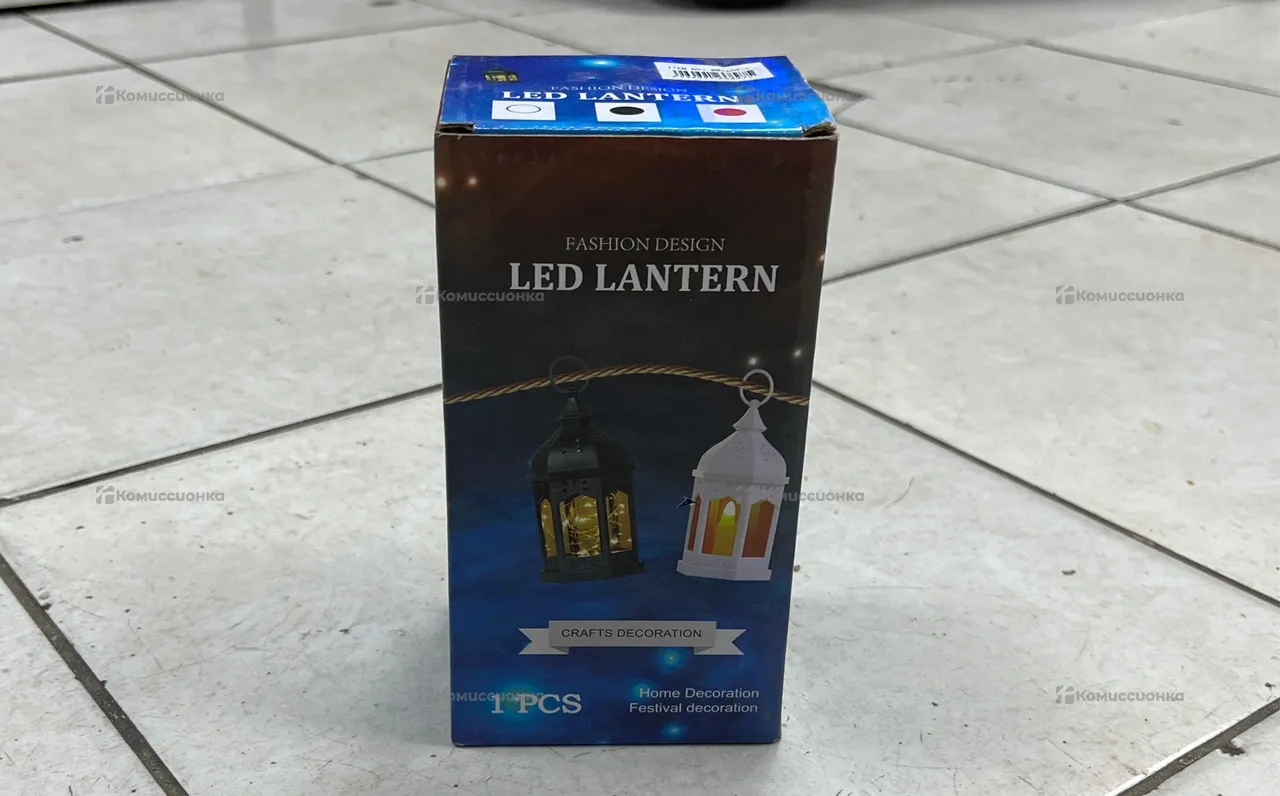 FASHION DESIGN
LED LANTERN
FASHION DESIGN
LED LANTERN
CRAFTS DECORATION
1 PCS
Home Decoration
Festival decoration
Комиссионка
Комиссионка
Комиссионка
Комиссионка
Комиссионка
Комиссионка
Комиссионка